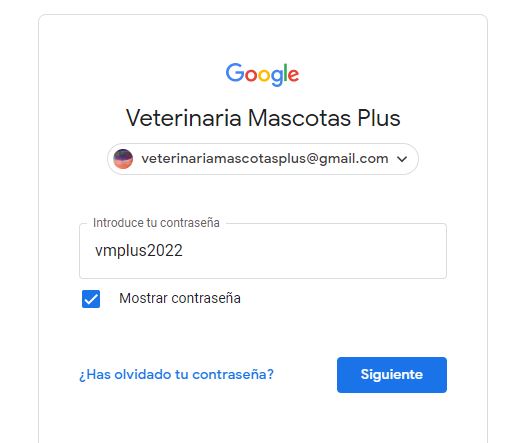 Google
Veterinaria Mascotas Plus
veterinariamascotasplus@gmail.com
Introduce tu contraseña
vmplus2022
Mostrar contraseña
¿Has olvidado tu contraseña?
Siguiente